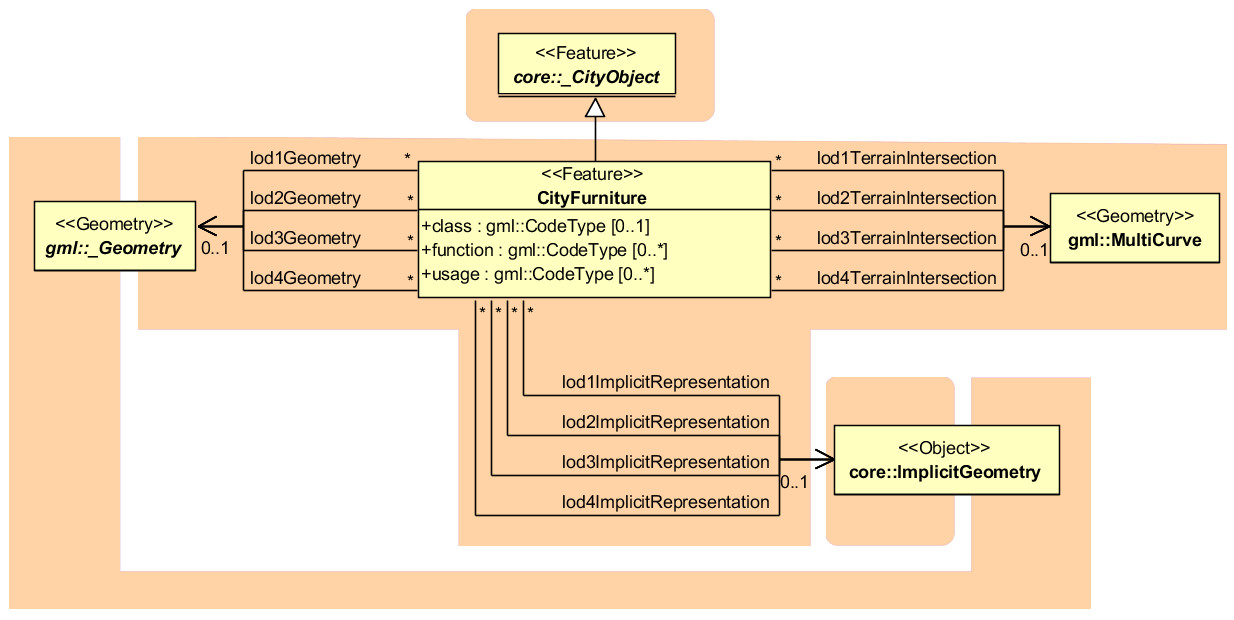 <<Feature>>
core::_CityObject
lod1Geometry
*
lod2Geometry
*
lod3Geometry
*
lod4Geometry
*
<<Geometry>>
gml::_Geometry
0..1
<<Feature>>
CityFurniture
+class : gml::CodeType [0..1]
+function : gml::CodeType [0..*]
+usage : gml::CodeType [0..*]
*
lod1TerrainIntersection
*
lod2TerrainIntersection
*
lod3TerrainIntersection
*
lod4TerrainIntersection
<<Geometry>>
gml::MultiCurve
0..1
* * * *
lod1ImplicitRepresentation
lod2ImplicitRepresentation
lod3ImplicitRepresentation
lod4ImplicitRepresentation
0..1
<<Object>>
core::ImplicitGeometry